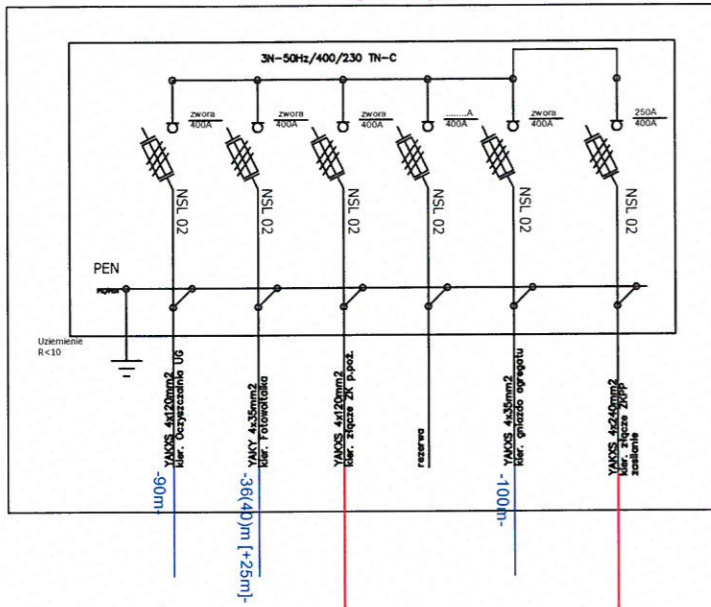 3N-50Hz/400/230 TN-C
zwora
400A
zwora
400A
zwora
400A
........A
400A
zwora
400A
250A
400A
NSL 02
NSL 02
NSL 02
NSL 02
NSL 02
NSL 02
PEN
Uziemienie
R<10
YAKXS 4x120mm2
kier. Oczyszczalnia UG
YAKY 4x35mm2
kier. Fotowoltaika
YAKXS 4x120mm2
kier. złącze ZK p.poż.
rezerwa
YAKXS 4x35mm2
kier. gniazdo agregatu
YAKXS 4x240mm2
kier. złącze ZKPP
zasilanie
-90m-
-36(40)m [+25m]-
-100m-